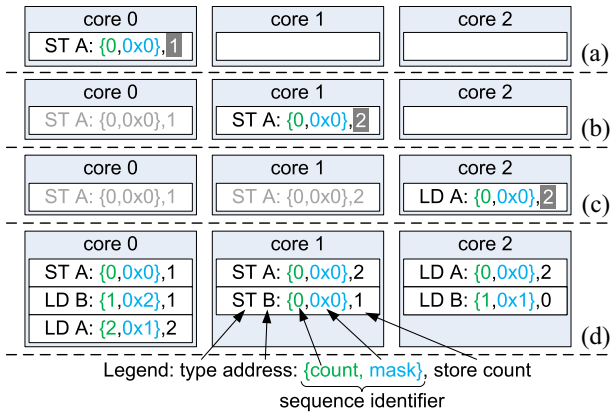 core 0 core 1 core 2
ST A: {0,0x0},1
(a)
core 0 core 1 core 2
ST A: {0,0x0},1 ST A: {0,0x0},2
(b)
core 0 core 1 core 2
ST A: {0,0x0},1 ST A: {0,0x0},2 LD A: {0,0x0},2
(c)
core 0 core 1 core 2
ST A: {0,0x0},1 ST A: {0,0x0},2 LD A: {0,0x0},2
LD B: {1,0x2},1 ST B: {0,0x0},1 LD B: {1,0x1},0
LD A: {2,0x1},2
(d)
Legend: type address: {count, mask}, store count
sequence identifier